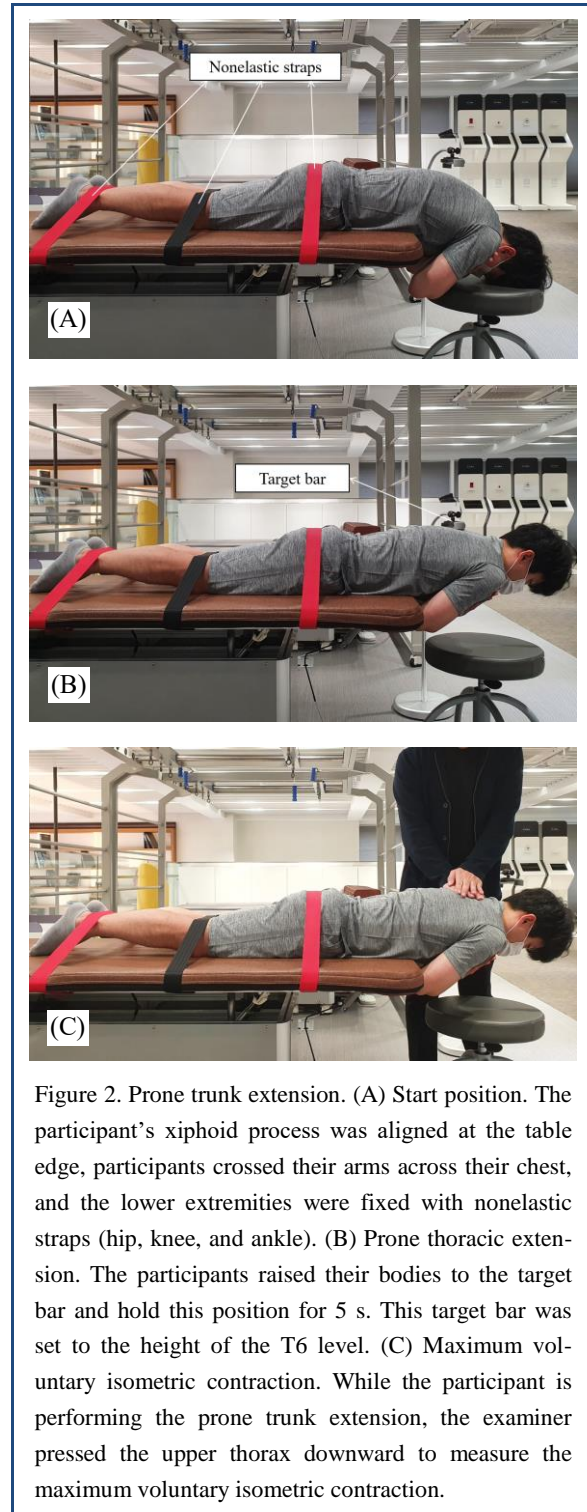 Nonelastic straps
(A)
Target bar
(B)
(C)
Figure 2. Prone trunk extension. (A) Start position. The
participant’s xiphoid process was aligned at the table
edge, participants crossed their arms across their chest,
and the lower extremities were fixed with nonelastic
straps (hip, knee, and ankle). (B) Prone thoracic exten-
sion. The participants raised their bodies to the target
bar and hold this position for 5 s. This target bar was
set to the height of the T6 level. (C) Maximum vol-
untary isometric contraction. While the participant is
performing the prone trunk extension, the examiner
pressed the upper thorax downward to measure the
maximum voluntary isometric contraction.